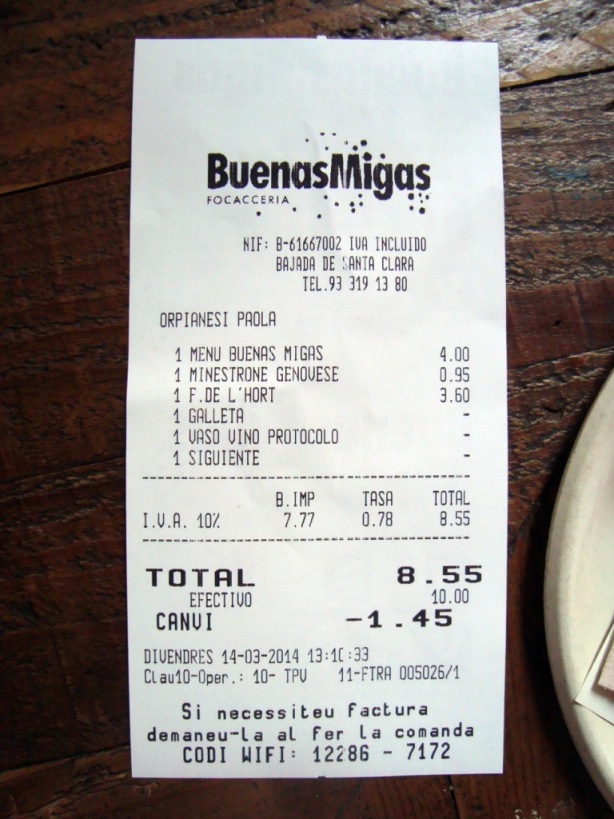 BuenasMigas
FOCACCERIA
NIF: B-61667002 IVA INCLUIDO
BAJADA DE SANTA CLARA
TEL.93 319 13 80
ORPIANESI PAOLA
1 MENU BUENAS MIGAS 4.00
1 MINESTRONE GENOVESE 0.95
1 F.DE L'HORT 3.60
1 GALLETA -
1 VASO VINO PROTOCOLO -
1 SIGUIENTE -
B.IMP TASA TOTAL
I.V.A. 10% 7.77 0.78 8.55
TOTAL 8.55
EFECTIVO 10.00
CANVI -1.45
DIVENDRES 14-03-2014 13:10:33
Clau10-Oper.: 10- TPV 11-FTRA 005026/1
Si necessiteu factura
demaneu-la al fer la comanda
CODI WIFI: 12286 - 7172